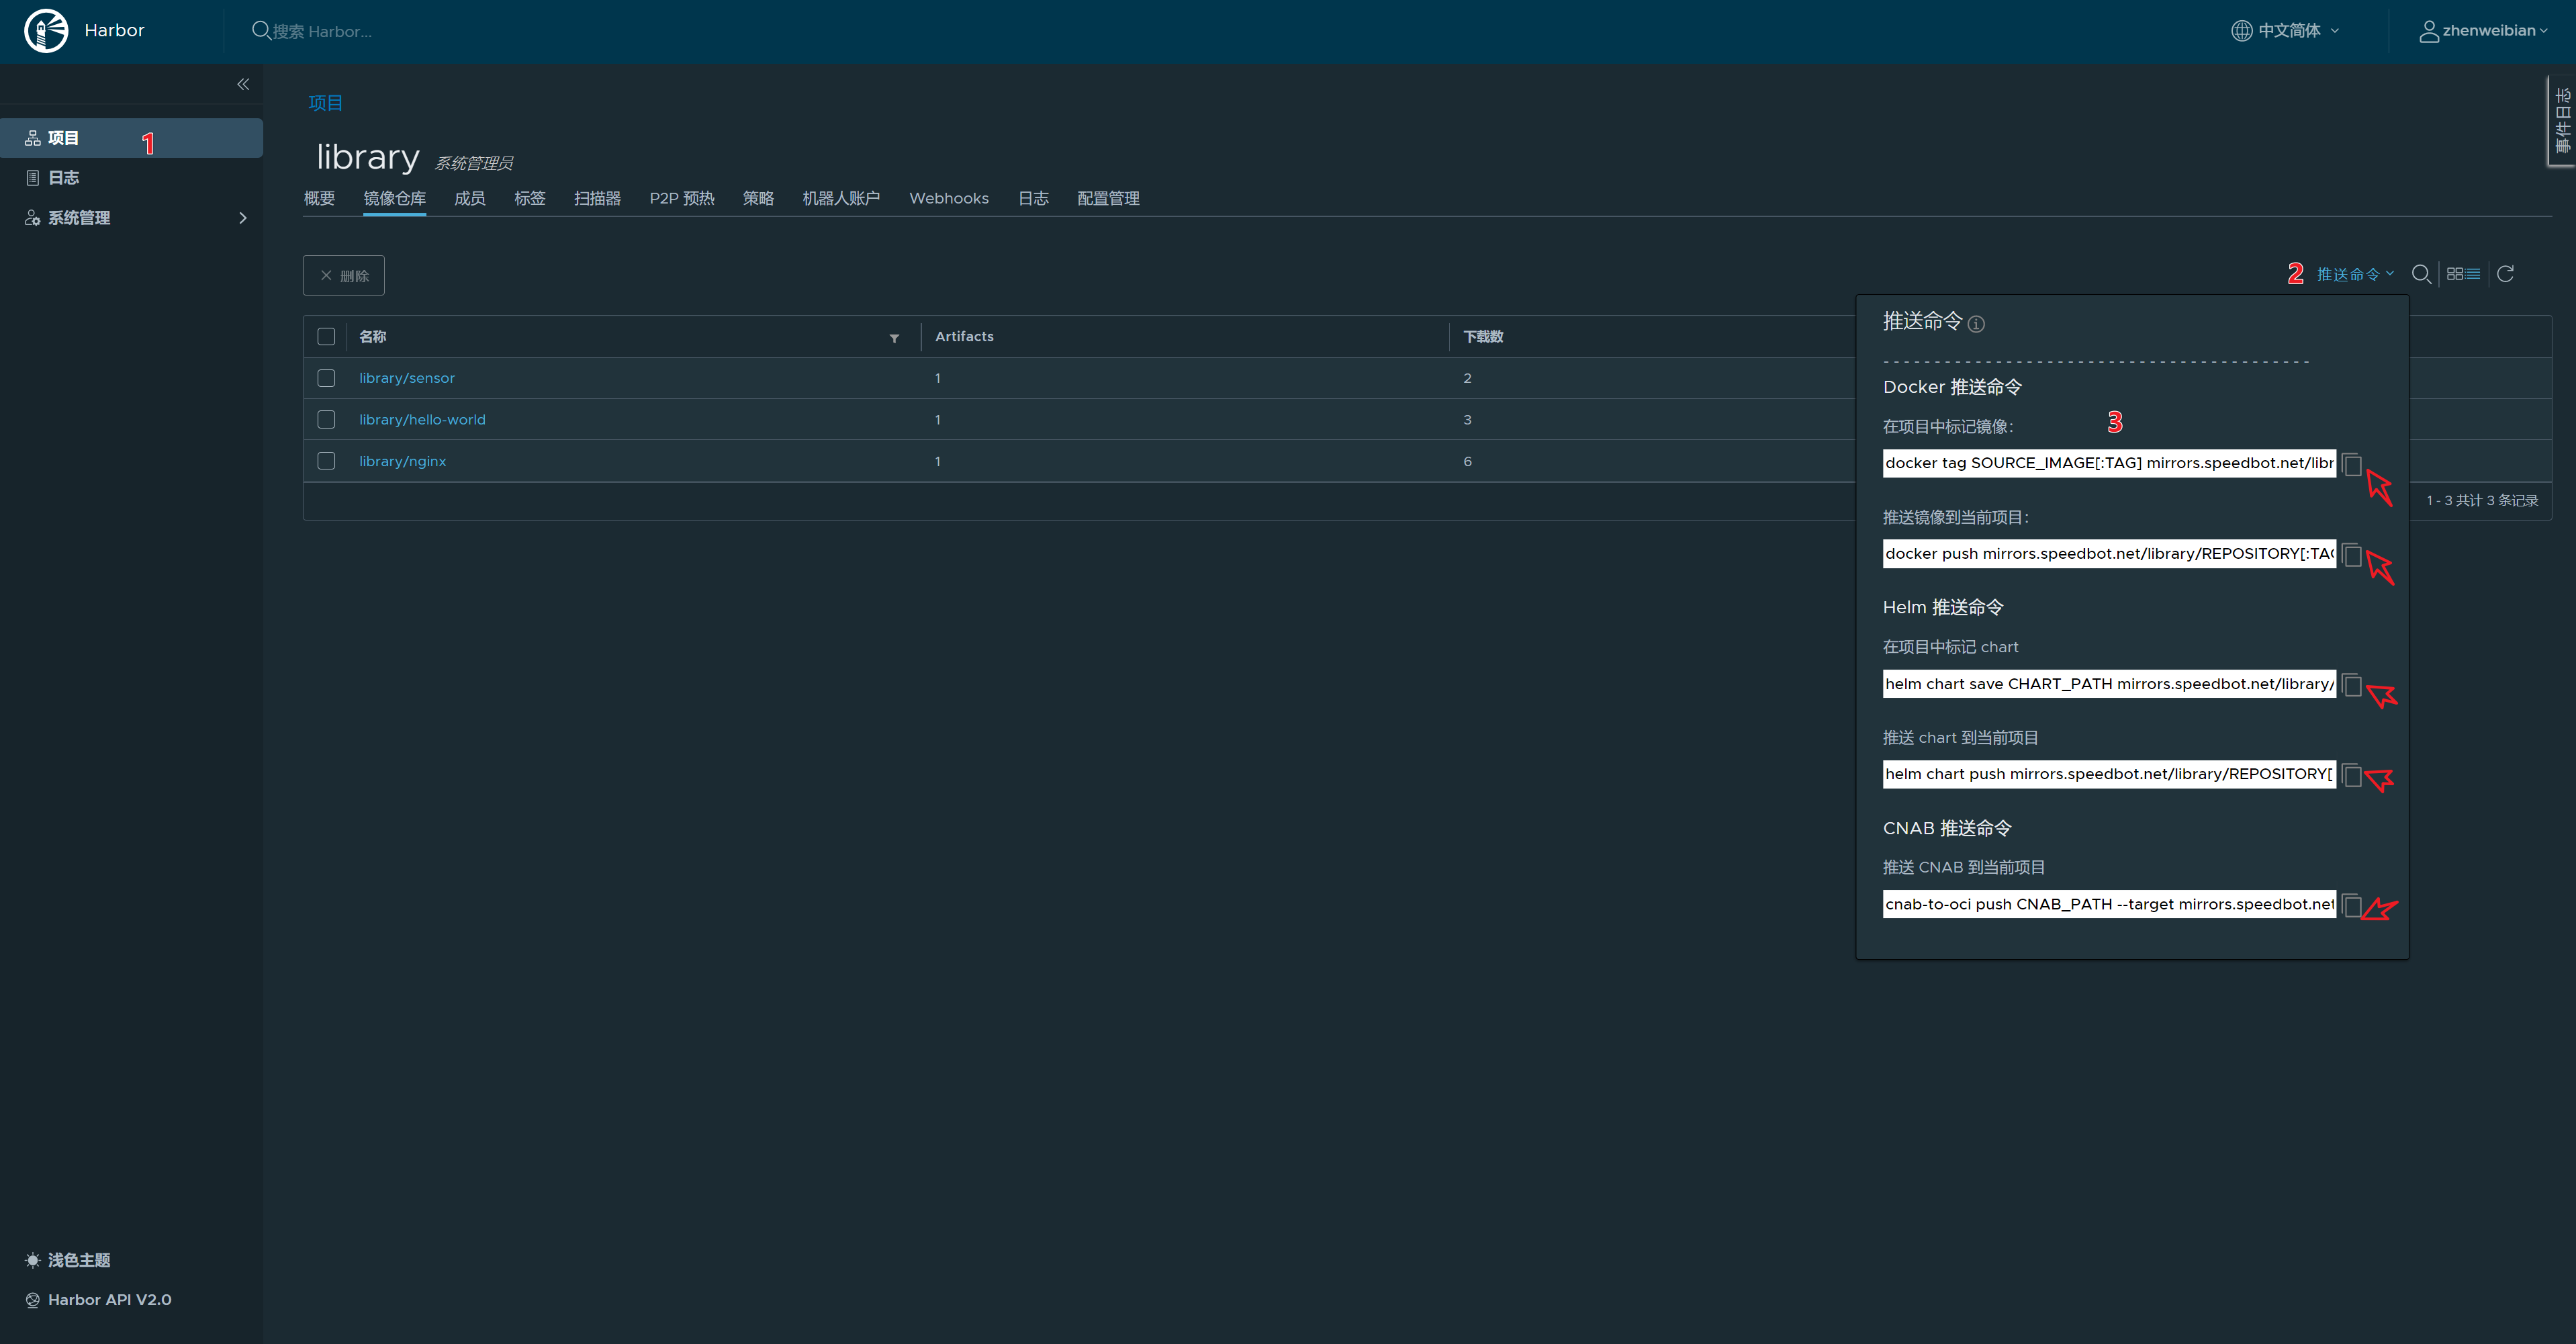 Harbor
搜索 Harbor...
中文简体
zhenweibian
事件日志
项目
1
日志
系统管理
浅色主题
Harbor API V2.0
项目
library 系统管理员
概要 镜像仓库 成员 标签 扫描器 P2P 预热 策略 机器人账户 Webhooks 日志 配置管理
删除
2 推送命令
名称 Artifacts 下载数
library/sensor 1 2
library/hello-world 1 3
library/nginx 1 6
1 - 3 共计 3 条记录
推送命令
Docker 推送命令
在项目中标记镜像：
3
docker tag SOURCE_IMAGE[:TAG] mirrors.speedbot.net/libr
推送镜像到当前项目：
docker push mirrors.speedbot.net/library/REPOSITORY[:TAG
Helm 推送命令
在项目中标记 chart
helm chart save CHART_PATH mirrors.speedbot.net/library/
推送 chart 到当前项目
helm chart push mirrors.speedbot.net/library/REPOSITORY[
CNAB 推送命令
推送 CNAB 到当前项目
cnab-to-oci push CNAB_PATH --target mirrors.speedbot.net